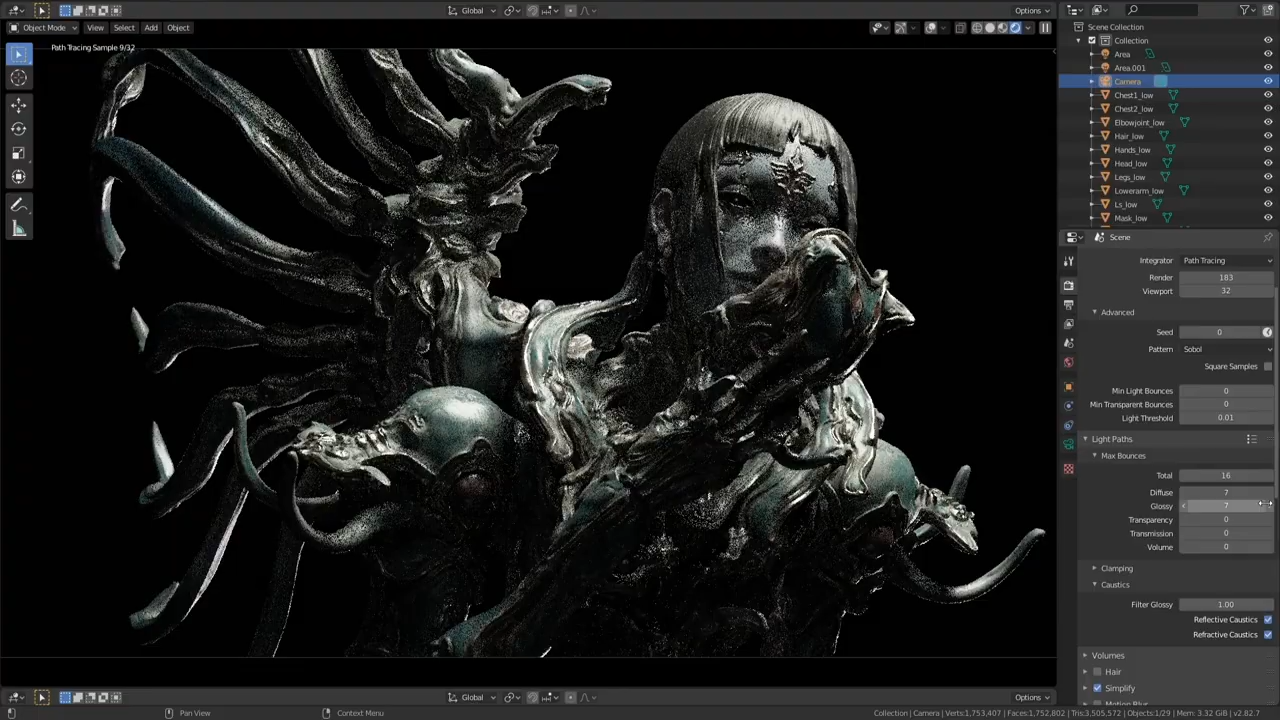 Global
Options
Object Mode
View
Select
Add
Object
Path Tracing Sample 9/32
Scene Collection
Collection
Area
Area.001
Camera
Chest1_low
Chest2_low
Elbowjoint_low
Hair_low
Hands_low
Head_low
Legs_low
Lowerarm_low
Ls_low
Mask_low
Scene
Integrator Path Tracing
Render 183
Viewport 32
Advanced
Seed 0
Pattern Sobol
Square Samples
Min Light Bounces 0
Min Transparent Bounces 0
Light Threshold 0.01
Light Paths
Max Bounces
Total 16
Diffuse 7
Glossy 7
Transparency 0
Transmission 0
Volume 0
Clamping
Caustics
Filter Glossy 1.00
Reflective Caustics
Refractive Caustics
Volumes
Hair
Simplify
Motion Blur
Global
Options
Pan View
Context Menu
Collection | Camera | Verts:1,753,407 | Faces:1,752,802 | Tris:3,505,572 | Objects:1/29 | Mem: 3.32 GiB | v2.82.7